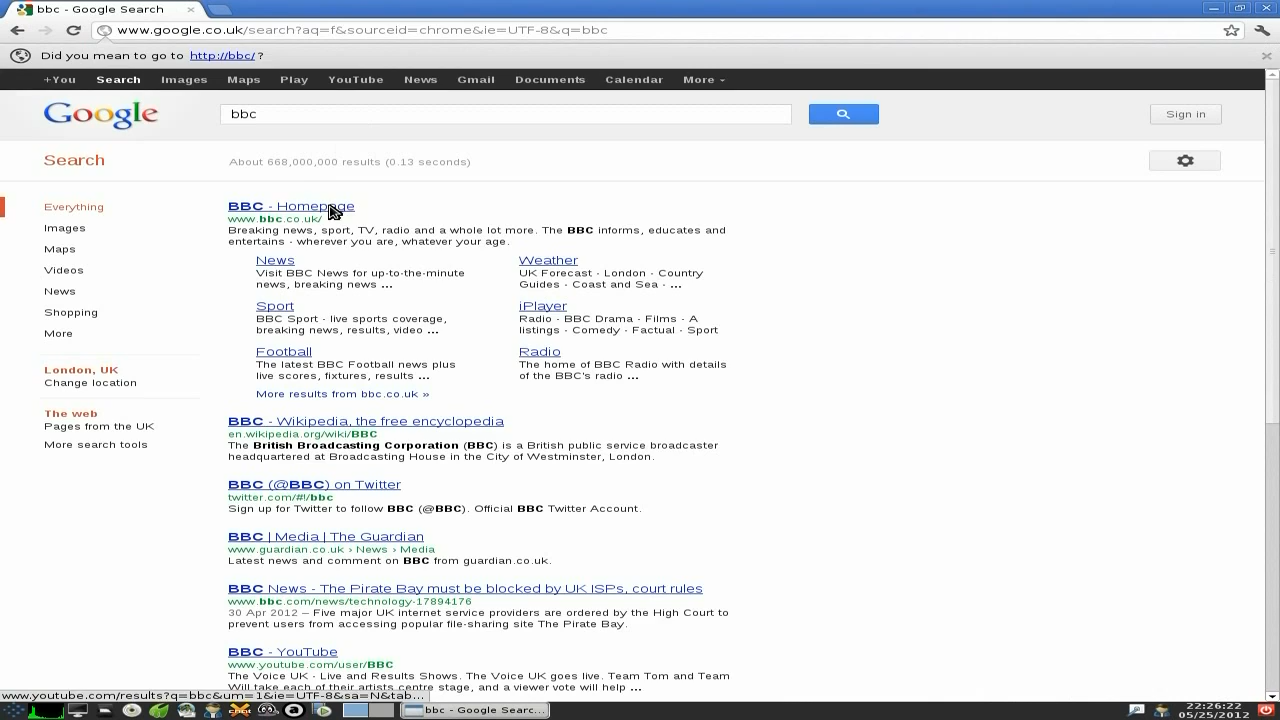 bbc - Google Search
www.google.co.uk/search?aq=f&sourceid=chrome&ie=UTF-8&q=bbc
Did you mean to go to http://bbc/ ?
+You Search Images Maps Play YouTube News Gmail Documents Calendar More
Google
bbc
Sign in
Search
About 668,000,000 results (0.13 seconds)
Everything
Images
Maps
Videos
News
Shopping
More
London, UK
Change location
The web
Pages from the UK
More search tools
BBC - Homepage
www.bbc.co.uk/
Breaking news, sport, TV, radio and a whole lot more. The BBC informs, educates and
entertains - wherever you are, whatever your age.
News
Visit BBC News for up-to-the-minute
news, breaking news ...
Weather
UK Forecast - London - Country
Guides - Coast and Sea - ...
Sport
BBC Sport - live sports coverage,
breaking news, results, video ...
iPlayer
Radio - BBC Drama - Films - A
listings - Comedy - Factual - Sport
Football
The latest BBC Football news plus
live scores, fixtures, results ...
Radio
The home of BBC Radio with details
of the BBC's radio ...
More results from bbc.co.uk »
BBC - Wikipedia, the free encyclopedia
en.wikipedia.org/wiki/BBC
The British Broadcasting Corporation (BBC) is a British public service broadcaster
headquartered at Broadcasting House in the City of Westminster, London.
BBC (@BBC) on Twitter
twitter.com/#!/bbc
Sign up for Twitter to follow BBC (@BBC). Official BBC Twitter Account.
BBC | Media | The Guardian
www.guardian.co.uk › News › Media
Latest news and comment on BBC from guardian.co.uk.
BBC News - The Pirate Bay must be blocked by UK ISPs, court rules
www.bbc.com/news/technology-17894176
30 Apr 2012 – Five major UK internet service providers are ordered by the High Court to
prevent users from accessing popular file-sharing site The Pirate Bay.
BBC - YouTube
www.youtube.com/user/BBC
The Voice UK - Live and Results Shows. The Voice UK goes live. Team Tom and Team
Will take each of their artists centre stage, and a viewer vote will help ...
www.youtube.com/results?q=bbc&um=1&ie=UTF-8&sa=N&tab...
bbc - Google Searc...
22:26:22
05/25/2012